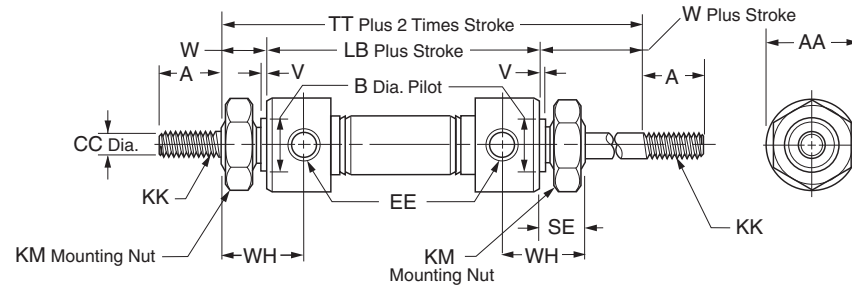 TT Plus 2 Times Stroke
W Plus Stroke
W
LB Plus Stroke
AA
A
V
V
A
B Dia. Pilot
CC Dia.
KK
EE
SE
KK
KM Mounting Nut
WH
KM
Mounting Nut
WH